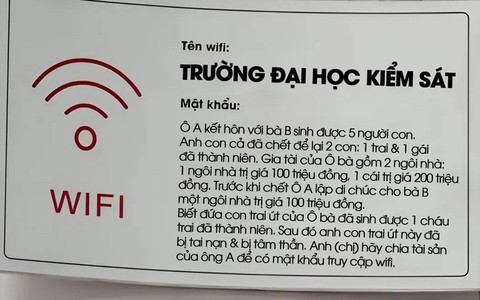 Tên wifi:
TRƯỜNG ĐẠI HỌC KIỂM SÁT
Mật khẩu:
Ô A kết hôn với bà B sinh được 5 người con.
Anh con cả đã chết để lại 2 con: 1 trai & 1 gái
đã thành niên. Gia tài của Ô bà gồm 2 ngôi nhà:
1 ngôi nhà trị giá 100 triệu đồng, 1 cái trị giá 200 triệu
đồng. Trước khi chết Ô A lập di chúc cho bà B
một ngôi nhà trị giá 100 triệu đồng.
Biết đứa con trai út của Ô bà đã sinh được 1 cháu
trai đã thành niên. Sau đó anh con trai út này đã
bị tai nạn & bị tâm thần. Anh (chị) hãy chia tài sản
của ông A để có mật khẩu truy cập wifi.
WIFI